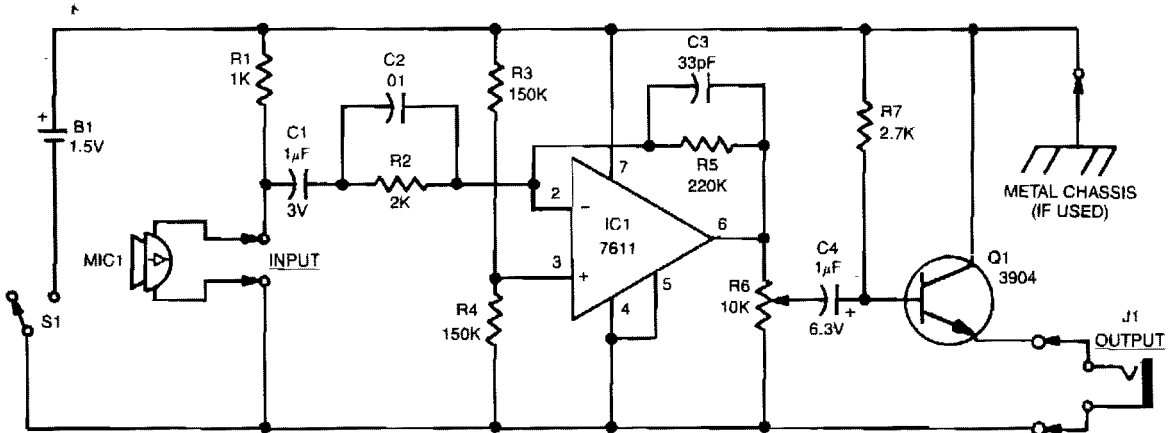 R1
1K
C2
01
R3
150K
C3
33pF
R7
2.7K
+
B1
1.5V
C1
1µF
3V
R2
2K
R5
220K
7
2
−
IC1
7611
6
3
+
5
4
METAL CHASSIS
(IF USED)
MIC1
INPUT
R4
150K
R6
10K
C4
1µF
+
6.3V
Q1
3904
S1
J1
OUTPUT